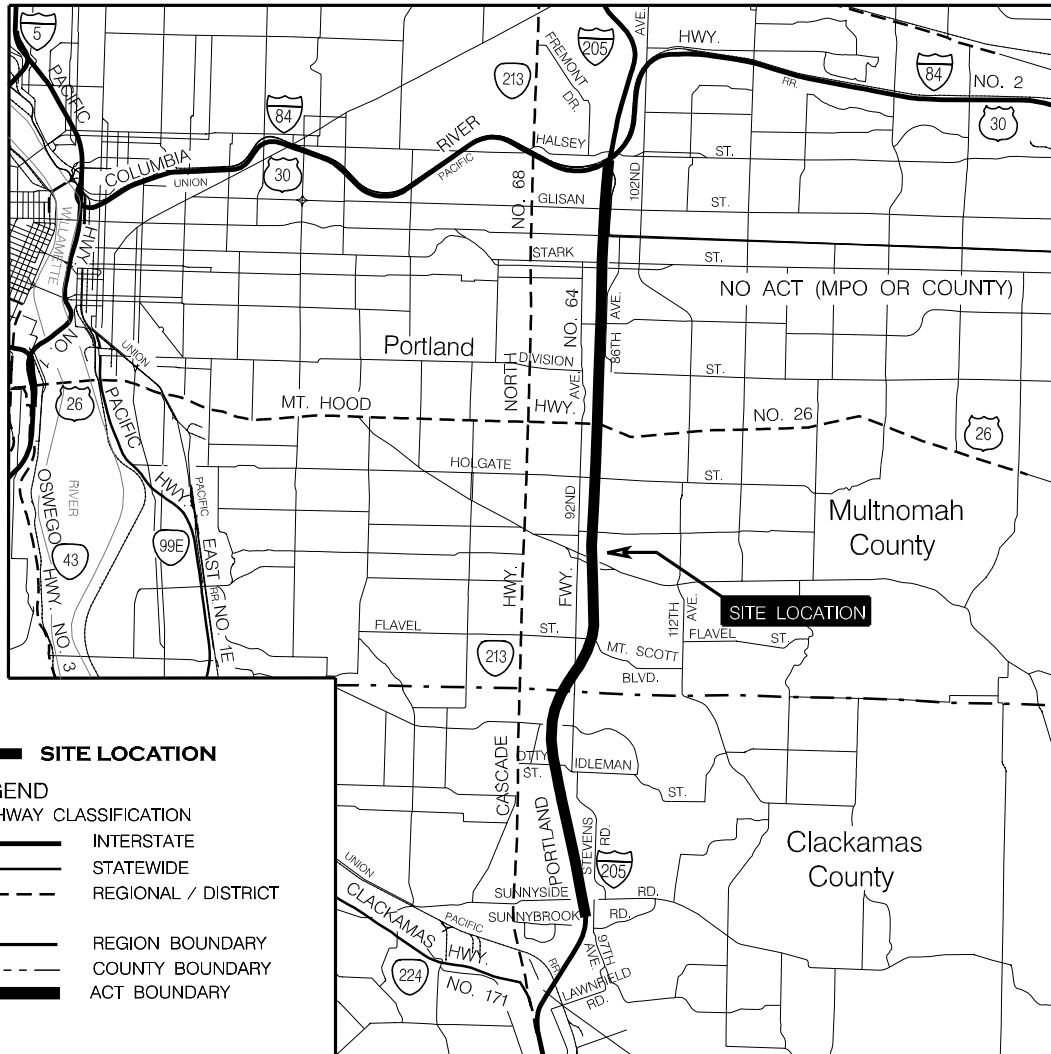 5
PACIFIC
HWY.
NO. 1
84
30
COLUMBIA
RIVER
UNION
PACIFIC
213
FREMONT
DR.
205
AVE.
HWY.
RR.
84
NO. 2
30
HALSEY
ST.
NO. 68
GLISAN
102ND
ST.
WILLAMETTE
STARK
ST.
NO. 64
AVE.
NO ACT (MPO OR COUNTY)
Portland
UNION
86TH
DIVISION
NORTH
AVE.
ST.
26
MT. HOOD
HWY.
NO. 26
26
PACIFIC
HWY.
EAST
NO. 1E
HOLGATE
ST.
PACIFIC
RR.
RIVER
OSWEGO
HWY.
NO. 3
43
99E
92ND
FWY.
HWY.
Multnomah
County
SITE LOCATION
112TH
AVE.
FLAVEL
ST.
FLAVEL
ST.
213
MT. SCOTT
BLVD.
SITE LOCATION
GEND
HWAY CLASSIFICATION
INTERSTATE
STATEWIDE
REGIONAL / DISTRICT
REGION BOUNDARY
COUNTY BOUNDARY
ACT BOUNDARY
CASCADE
OTTY
ST.
IDLEMAN
ST.
PORTLAND
STEVENS
RD.
205
Clackamas
County
UNION
PACIFIC
RR.
CLACKAMAS
HWY.
NO. 171
224
SUNNYSIDE
RD.
SUNNYBROOK
RD.
97TH
AVE.
LAWNFIELD
RD.